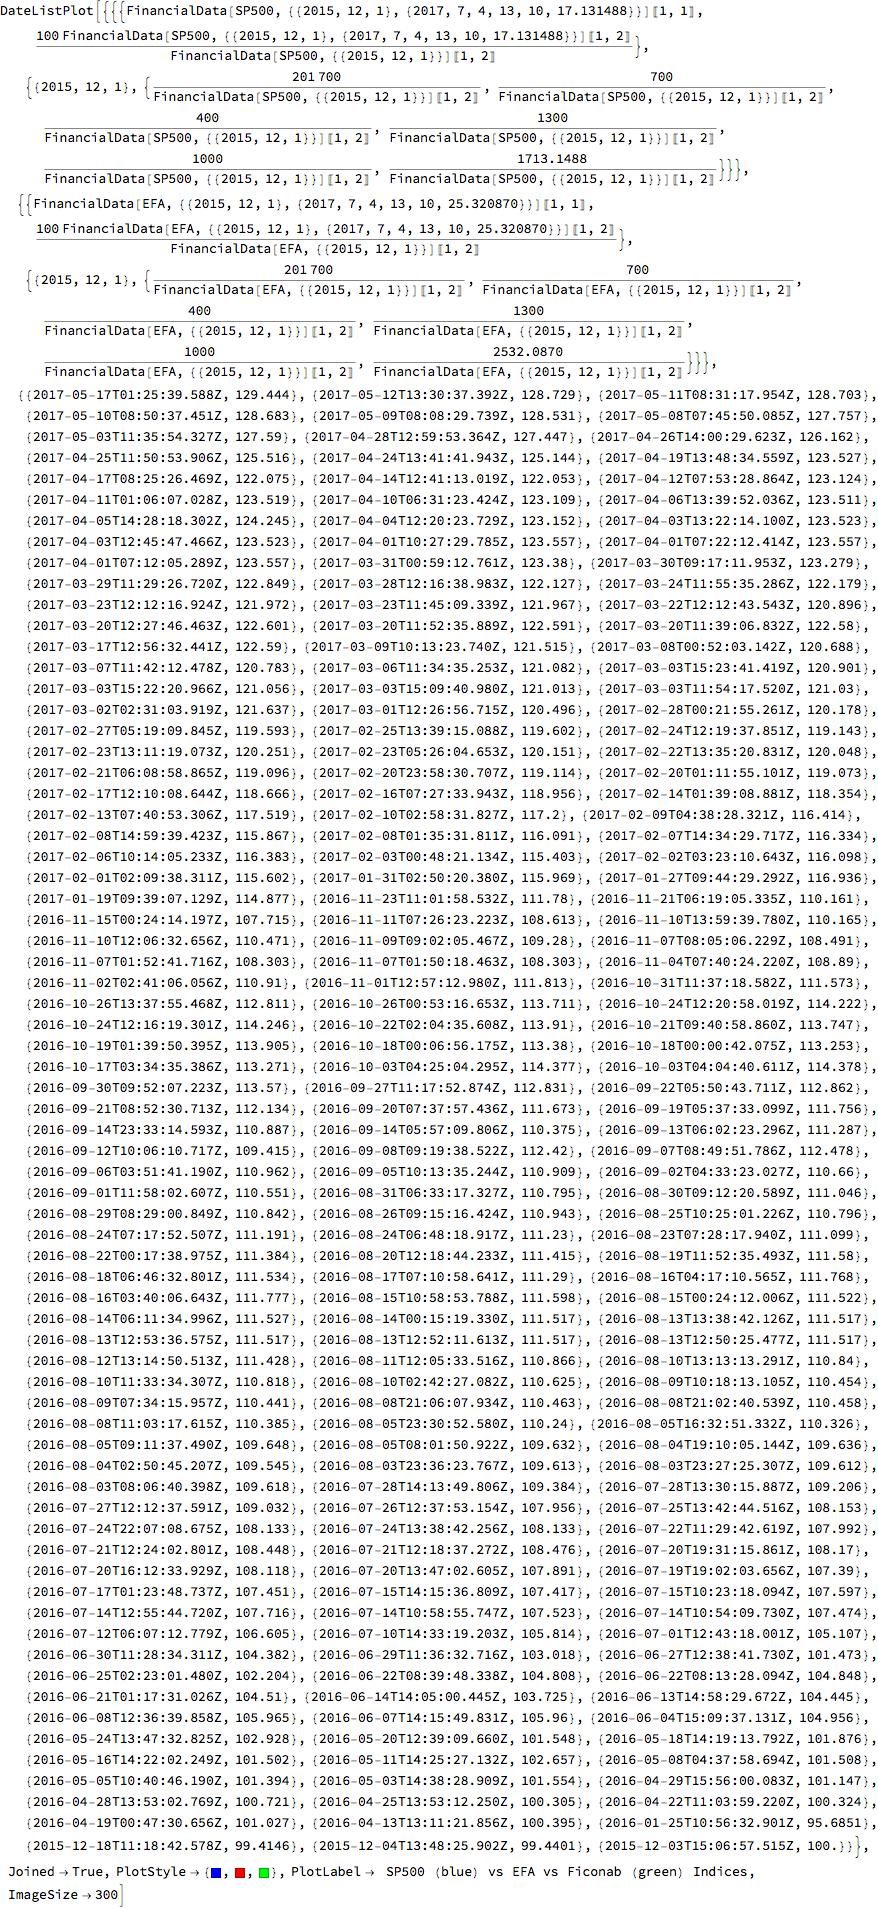 DateListPlot[{{{{FinancialData[SP500, {{2015, 12, 1}, {2017, 7, 4, 13, 10, 17.131488}}]〚1, 1〛,
100 FinancialData[SP500, {{2015, 12, 1}, {2017, 7, 4, 13, 10, 17.131488}}]〚1, 2〛
FinancialData[SP500, {{2015, 12, 1}}]〚1, 2〛 },
{{2015, 12, 1}, { 201 700 , 700 ,
FinancialData[SP500, {{2015, 12, 1}}]〚1, 2〛 FinancialData[SP500, {{2015, 12, 1}}]〚1, 2〛
400 , 1300 ,
FinancialData[SP500, {{2015, 12, 1}}]〚1, 2〛 FinancialData[SP500, {{2015, 12, 1}}]〚1, 2〛
1000 , 1713.1488 }}},
FinancialData[SP500, {{2015, 12, 1}}]〚1, 2〛 FinancialData[SP500, {{2015, 12, 1}}]〚1, 2〛
{{FinancialData[EFA, {{2015, 12, 1}, {2017, 7, 4, 13, 10, 25.320870}}]〚1, 1〛,
100 FinancialData[EFA, {{2015, 12, 1}, {2017, 7, 4, 13, 10, 25.320870}}]〚1, 2〛
FinancialData[EFA, {{2015, 12, 1}}]〚1, 2〛 },
{{2015, 12, 1}, { 201 700 , 700 ,
FinancialData[EFA, {{2015, 12, 1}}]〚1, 2〛 FinancialData[EFA, {{2015, 12, 1}}]〚1, 2〛
400 , 1300 ,
FinancialData[EFA, {{2015, 12, 1}}]〚1, 2〛 FinancialData[EFA, {{2015, 12, 1}}]〚1, 2〛
1000 , 2532.0870 }}},
FinancialData[EFA, {{2015, 12, 1}}]〚1, 2〛 FinancialData[EFA, {{2015, 12, 1}}]〚1, 2〛
{{2017-05-17T01:25:39.588Z, 129.444}, {2017-05-12T13:30:37.392Z, 128.729}, {2017-05-11T08:31:17.954Z, 128.703},
{2017-05-10T08:50:37.451Z, 128.683}, {2017-05-09T08:08:29.739Z, 128.531}, {2017-05-08T07:45:50.085Z, 127.757},
{2017-05-03T11:35:54.327Z, 127.59}, {2017-04-28T12:59:53.364Z, 127.447}, {2017-04-26T14:00:29.623Z, 126.162},
{2017-04-25T11:50:53.906Z, 125.516}, {2017-04-24T13:41:41.943Z, 125.144}, {2017-04-19T13:48:34.559Z, 123.527},
{2017-04-17T08:25:26.469Z, 122.075}, {2017-04-14T12:41:13.019Z, 122.053}, {2017-04-12T07:53:28.864Z, 123.124},
{2017-04-11T01:06:07.028Z, 123.519}, {2017-04-10T06:31:23.424Z, 123.109}, {2017-04-06T13:39:52.036Z, 123.511},
{2017-04-05T14:28:18.302Z, 124.245}, {2017-04-04T12:20:23.729Z, 123.152}, {2017-04-03T13:22:14.100Z, 123.523},
{2017-04-03T12:45:47.466Z, 123.523}, {2017-04-01T10:27:29.785Z, 123.557}, {2017-04-01T07:22:12.414Z, 123.557},
{2017-04-01T07:12:05.289Z, 123.557}, {2017-03-31T00:59:12.761Z, 123.38}, {2017-03-30T09:17:11.953Z, 123.279},
{2017-03-29T11:29:26.720Z, 122.849}, {2017-03-28T12:16:38.983Z, 122.127}, {2017-03-24T11:55:35.286Z, 122.179},
{2017-03-23T12:12:16.924Z, 121.972}, {2017-03-23T11:45:09.339Z, 121.967}, {2017-03-22T12:12:43.543Z, 120.896},
{2017-03-20T12:27:46.463Z, 122.601}, {2017-03-20T11:52:35.889Z, 122.591}, {2017-03-20T11:39:06.832Z, 122.58},
{2017-03-17T12:56:32.441Z, 122.59}, {2017-03-09T10:13:23.740Z, 121.515}, {2017-03-08T00:52:03.142Z, 120.688},
{2017-03-07T11:42:12.478Z, 120.783}, {2017-03-06T11:34:35.253Z, 121.082}, {2017-03-03T15:23:41.419Z, 120.901},
{2017-03-03T15:22:20.966Z, 121.056}, {2017-03-03T15:09:40.980Z, 121.013}, {2017-03-03T11:54:17.520Z, 121.03},
{2017-03-02T02:31:03.919Z, 121.637}, {2017-03-01T12:26:56.715Z, 120.496}, {2017-02-28T00:21:55.261Z, 120.178},
{2017-02-27T05:19:09.845Z, 119.593}, {2017-02-25T13:39:15.088Z, 119.602}, {2017-02-24T12:19:37.851Z, 119.143},
{2017-02-23T13:11:19.073Z, 120.251}, {2017-02-23T05:26:04.653Z, 120.151}, {2017-02-22T13:35:20.831Z, 120.048},
{2017-02-21T06:08:58.865Z, 119.096}, {2017-02-20T23:58:30.707Z, 119.114}, {2017-02-20T01:11:55.101Z, 119.073},
{2017-02-17T12:10:08.644Z, 118.666}, {2017-02-16T07:27:33.943Z, 118.956}, {2017-02-14T01:39:08.881Z, 118.354},
{2017-02-13T07:40:53.306Z, 117.519}, {2017-02-10T02:58:31.827Z, 117.2}, {2017-02-09T04:38:28.321Z, 116.414},
{2017-02-08T14:59:39.423Z, 115.867}, {2017-02-08T01:35:31.811Z, 116.091}, {2017-02-07T14:34:29.717Z, 116.334},
{2017-02-06T10:14:05.233Z, 116.383}, {2017-02-03T00:48:21.134Z, 115.403}, {2017-02-02T03:23:10.643Z, 116.098},
{2017-02-01T02:09:38.311Z, 115.602}, {2017-01-31T02:50:20.380Z, 115.969}, {2017-01-27T09:44:29.292Z, 116.936},
{2017-01-19T09:39:07.129Z, 114.877}, {2016-11-23T11:01:58.532Z, 111.78}, {2016-11-21T06:19:05.335Z, 110.161},
{2016-11-15T00:24:14.197Z, 107.715}, {2016-11-11T07:26:23.223Z, 108.613}, {2016-11-10T13:59:39.780Z, 110.165},
{2016-11-10T12:06:32.656Z, 110.471}, {2016-11-09T09:02:05.467Z, 109.28}, {2016-11-07T08:05:06.229Z, 108.491},
{2016-11-07T01:52:41.716Z, 108.303}, {2016-11-07T01:50:18.463Z, 108.303}, {2016-11-04T07:40:24.220Z, 108.89},
{2016-11-02T02:41:06.056Z, 110.91}, {2016-11-01T12:57:12.980Z, 111.813}, {2016-10-31T11:37:18.582Z, 111.573},
{2016-10-26T13:37:55.468Z, 112.811}, {2016-10-26T00:53:16.653Z, 113.711}, {2016-10-24T12:20:58.019Z, 114.222},
{2016-10-24T12:16:19.301Z, 114.246}, {2016-10-22T02:04:35.608Z, 113.91}, {2016-10-21T09:40:58.860Z, 113.747},
{2016-10-19T01:39:50.395Z, 113.905}, {2016-10-18T00:06:56.175Z, 113.38}, {2016-10-18T00:00:42.075Z, 113.253},
{2016-10-17T03:34:35.386Z, 113.271}, {2016-10-03T04:25:04.295Z, 114.377}, {2016-10-03T04:04:40.611Z, 114.378},
{2016-09-30T09:52:07.223Z, 113.57}, {2016-09-27T11:17:52.874Z, 112.831}, {2016-09-22T05:50:43.711Z, 112.862},
{2016-09-21T08:52:30.713Z, 112.134}, {2016-09-20T07:37:57.436Z, 111.673}, {2016-09-19T05:37:33.099Z, 111.756},
{2016-09-14T23:33:14.593Z, 110.887}, {2016-09-14T05:57:09.806Z, 110.375}, {2016-09-13T06:02:23.296Z, 111.287},
{2016-09-12T10:06:10.717Z, 109.415}, {2016-09-08T09:19:38.522Z, 112.42}, {2016-09-07T08:49:51.786Z, 112.478},
{2016-09-06T03:51:41.190Z, 110.962}, {2016-09-05T10:13:35.244Z, 110.909}, {2016-09-02T04:33:23.027Z, 110.66},
{2016-09-01T11:58:02.607Z, 110.551}, {2016-08-31T06:33:17.327Z, 110.795}, {2016-08-30T09:12:20.589Z, 111.046},
{2016-08-29T08:29:00.849Z, 110.842}, {2016-08-26T09:15:16.424Z, 110.943}, {2016-08-25T10:25:01.226Z, 110.796},
{2016-08-24T07:17:52.507Z, 111.191}, {2016-08-24T06:48:18.917Z, 111.23}, {2016-08-23T07:28:17.940Z, 111.099},
{2016-08-22T00:17:38.975Z, 111.384}, {2016-08-20T12:18:44.233Z, 111.415}, {2016-08-19T11:52:35.493Z, 111.58},
{2016-08-18T06:46:32.801Z, 111.534}, {2016-08-17T07:10:58.641Z, 111.29}, {2016-08-16T04:17:10.565Z, 111.768},
{2016-08-16T03:40:06.643Z, 111.777}, {2016-08-15T10:58:53.788Z, 111.598}, {2016-08-15T00:24:12.006Z, 111.522},
{2016-08-14T06:11:34.996Z, 111.527}, {2016-08-14T00:15:19.330Z, 111.517}, {2016-08-13T13:38:42.126Z, 111.517},
{2016-08-13T12:53:36.575Z, 111.517}, {2016-08-13T12:52:11.613Z, 111.517}, {2016-08-13T12:50:25.477Z, 111.517},
{2016-08-12T13:14:50.513Z, 111.428}, {2016-08-11T12:05:33.516Z, 110.866}, {2016-08-10T13:13:13.291Z, 110.84},
{2016-08-10T11:33:34.307Z, 110.818}, {2016-08-10T02:42:27.082Z, 110.625}, {2016-08-09T10:18:13.105Z, 110.454},
{2016-08-09T07:34:15.957Z, 110.441}, {2016-08-08T21:06:07.934Z, 110.463}, {2016-08-08T21:02:40.539Z, 110.458},
{2016-08-08T11:03:17.615Z, 110.385}, {2016-08-05T23:30:52.580Z, 110.24}, {2016-08-05T16:32:51.332Z, 110.326},
{2016-08-05T09:11:37.490Z, 109.648}, {2016-08-05T08:01:50.922Z, 109.632}, {2016-08-04T19:10:05.144Z, 109.636},
{2016-08-04T02:50:45.207Z, 109.545}, {2016-08-03T23:36:23.767Z, 109.613}, {2016-08-03T23:27:25.307Z, 109.612},
{2016-08-03T08:06:40.398Z, 109.618}, {2016-07-28T14:13:49.806Z, 109.384}, {2016-07-28T13:30:15.887Z, 109.206},
{2016-07-27T12:12:37.591Z, 109.032}, {2016-07-26T12:37:53.154Z, 107.956}, {2016-07-25T13:42:44.516Z, 108.153},
{2016-07-24T22:07:08.675Z, 108.133}, {2016-07-24T13:38:42.256Z, 108.133}, {2016-07-22T11:29:42.619Z, 107.992},
{2016-07-21T12:24:02.801Z, 108.448}, {2016-07-21T12:18:37.272Z, 108.476}, {2016-07-20T19:31:15.861Z, 108.17},
{2016-07-20T16:12:33.929Z, 108.118}, {2016-07-20T13:47:02.605Z, 107.891}, {2016-07-19T19:02:03.656Z, 107.39},
{2016-07-17T01:23:48.737Z, 107.451}, {2016-07-15T14:15:36.809Z, 107.417}, {2016-07-15T10:23:18.094Z, 107.597},
{2016-07-14T12:55:44.720Z, 107.716}, {2016-07-14T10:58:55.747Z, 107.523}, {2016-07-14T10:54:09.730Z, 107.474},
{2016-07-12T06:07:12.779Z, 106.605}, {2016-07-10T14:33:19.203Z, 105.814}, {2016-07-01T12:43:18.001Z, 105.107},
{2016-06-30T11:28:34.311Z, 104.382}, {2016-06-29T11:36:32.716Z, 103.018}, {2016-06-27T12:38:41.730Z, 101.473},
{2016-06-25T02:23:01.480Z, 102.204}, {2016-06-22T08:39:48.338Z, 104.808}, {2016-06-22T08:13:28.094Z, 104.848},
{2016-06-21T01:17:31.026Z, 104.51}, {2016-06-14T14:05:00.445Z, 103.725}, {2016-06-13T14:58:29.672Z, 104.445},
{2016-06-08T12:36:39.858Z, 105.965}, {2016-06-07T14:15:49.831Z, 105.96}, {2016-06-04T15:09:37.131Z, 104.956},
{2016-05-24T13:47:32.825Z, 102.928}, {2016-05-20T12:39:09.660Z, 101.548}, {2016-05-18T14:19:13.792Z, 101.876},
{2016-05-16T14:22:02.249Z, 101.502}, {2016-05-11T14:25:27.132Z, 102.657}, {2016-05-08T04:37:58.694Z, 101.508},
{2016-05-05T10:40:46.190Z, 101.394}, {2016-05-03T14:38:28.909Z, 101.554}, {2016-04-29T15:56:00.083Z, 101.147},
{2016-04-28T13:53:02.769Z, 100.721}, {2016-04-25T13:53:12.250Z, 100.305}, {2016-04-22T11:03:59.220Z, 100.324},
{2016-04-19T00:47:30.656Z, 101.027}, {2016-04-13T13:11:21.856Z, 100.395}, {2016-01-25T10:56:32.901Z, 95.6851},
{2015-12-18T11:18:42.578Z, 99.4146}, {2015-12-04T13:48:25.902Z, 99.4401}, {2015-12-03T15:06:57.515Z, 100.}}},
Joined → True, PlotStyle → {■, ■, ■}, PlotLabel → SP500 (blue) vs EFA vs Ficonab (green) Indices,
ImageSize → 300]